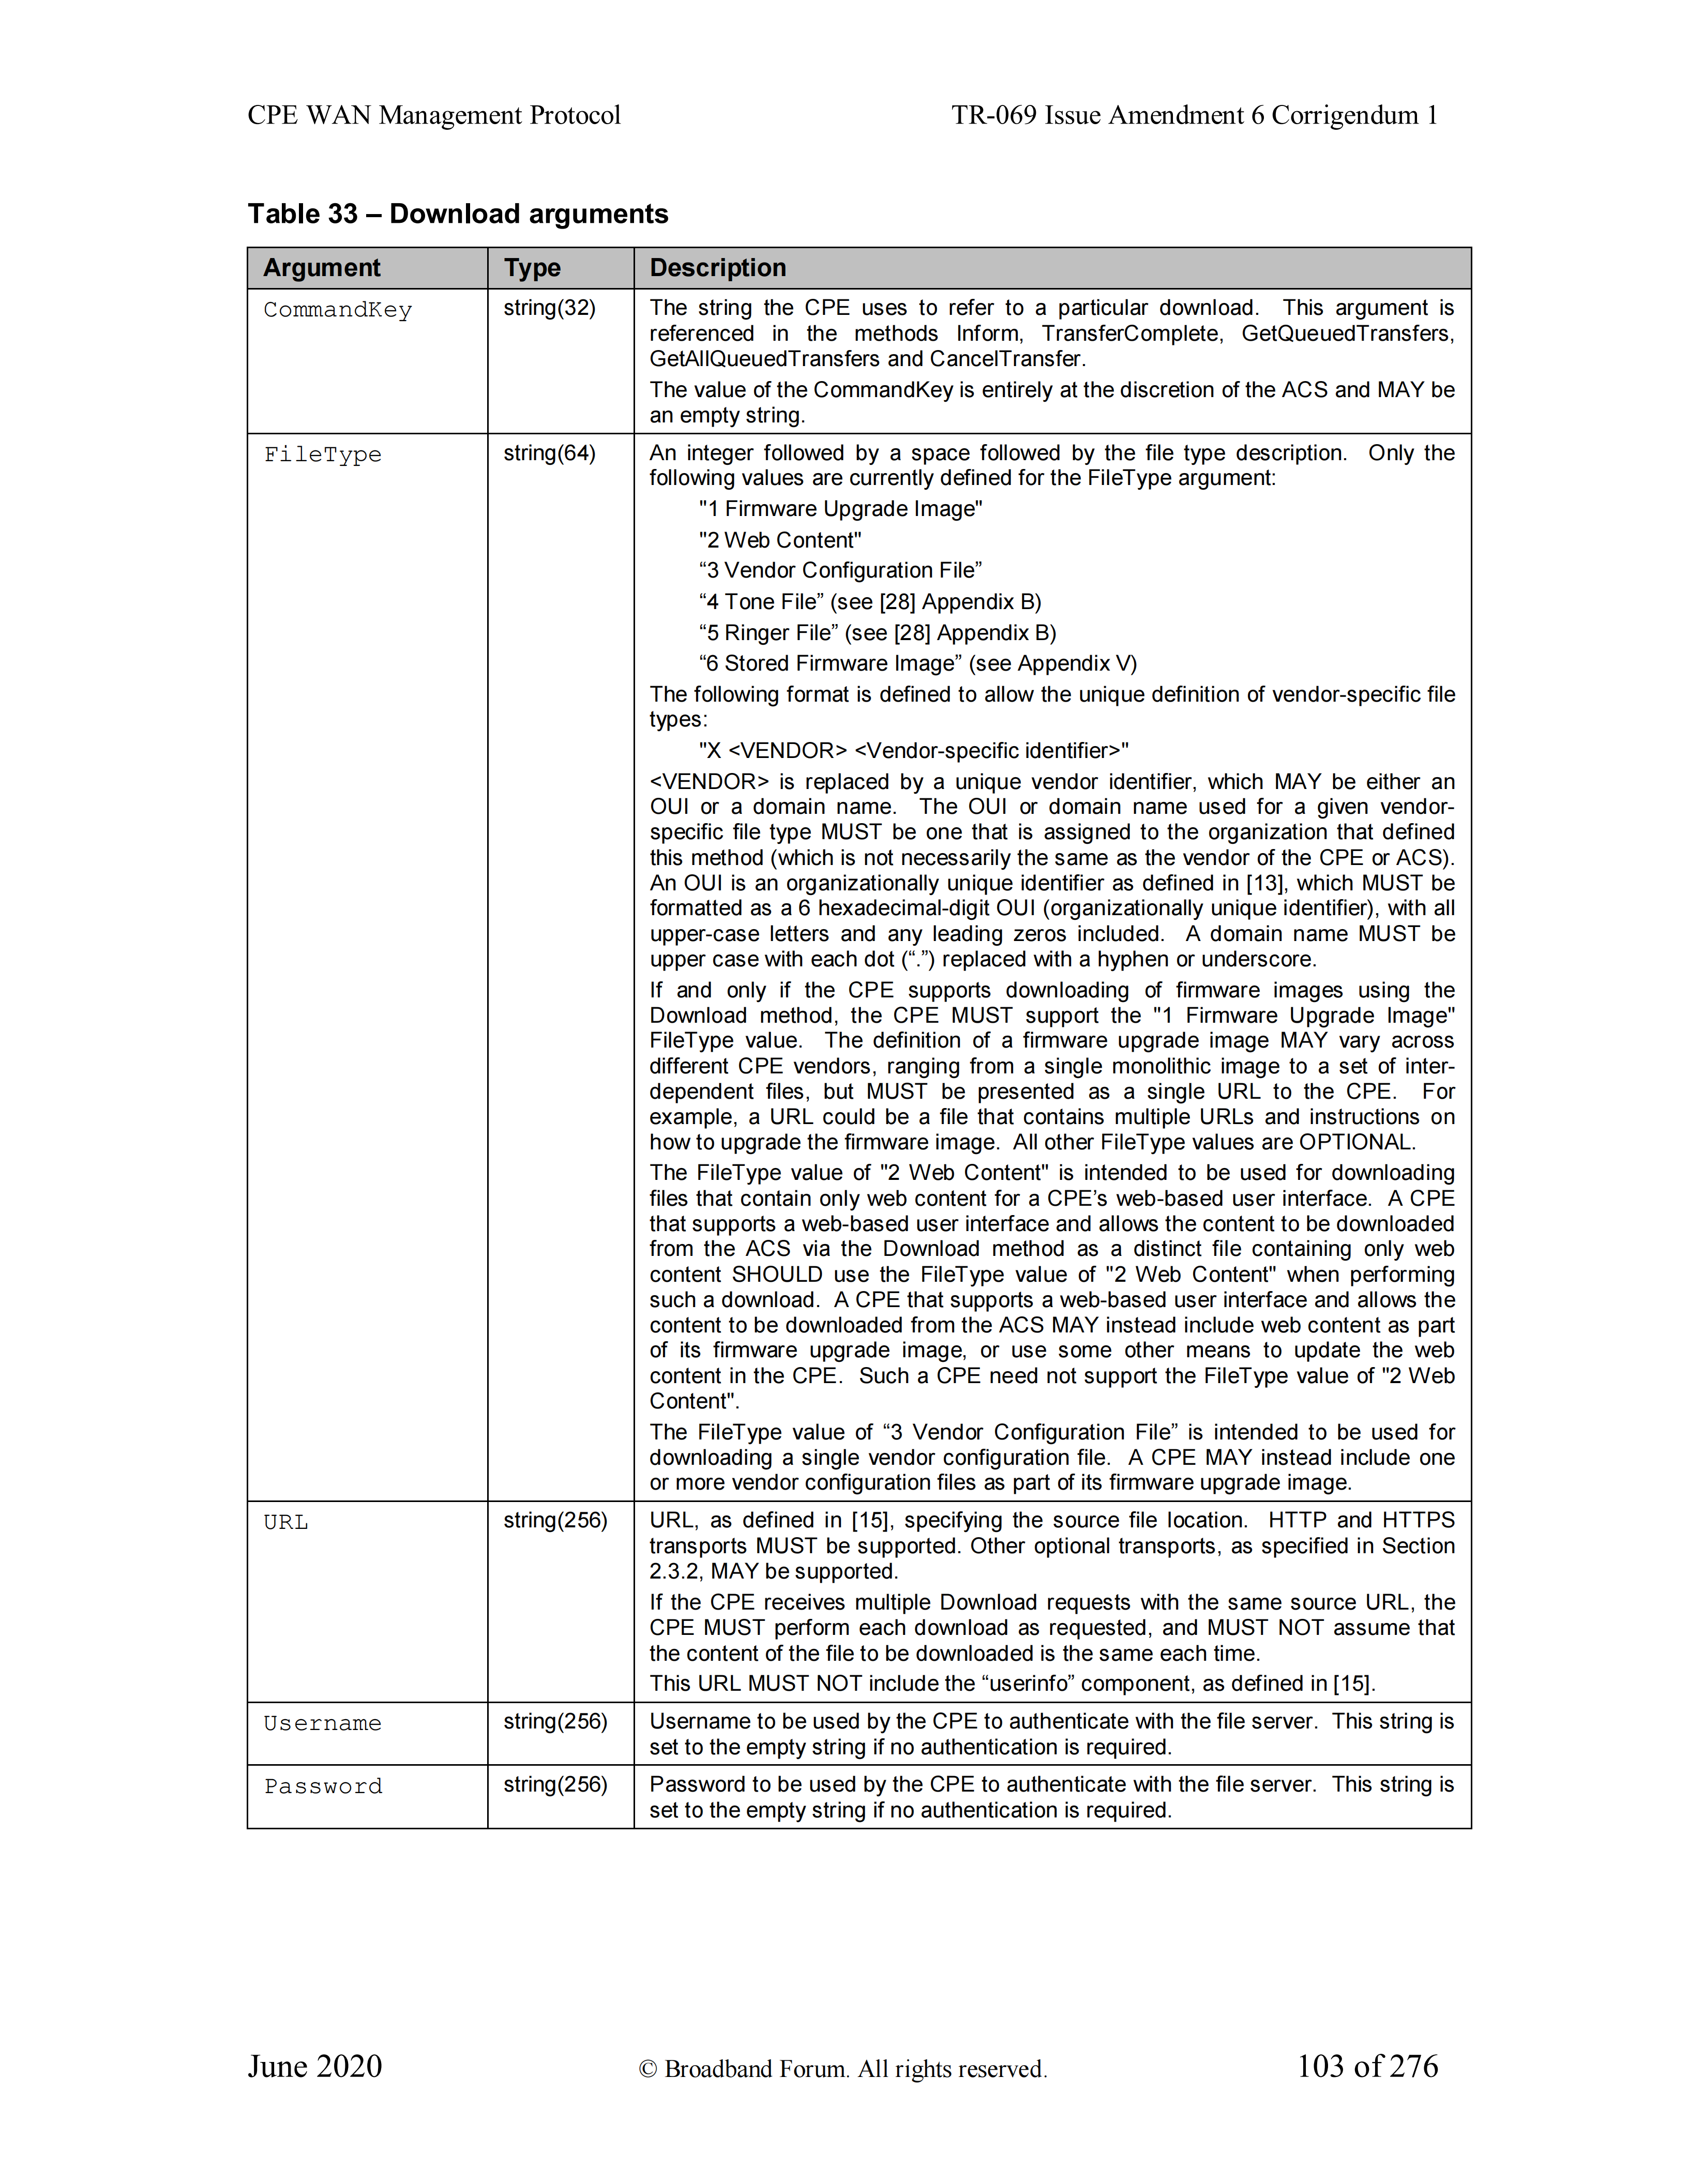 CPE WAN Management Protocol
TR-069 Issue Amendment 6 Corrigendum 1
Table 33 – Download arguments
Argument
Type
Description
CommandKey
string(32)
The string the CPE uses to refer to a particular download. This argument is
referenced in the methods Inform, TransferComplete, GetQueuedTransfers,
GetAllQueuedTransfers and CancelTransfer.
The value of the CommandKey is entirely at the discretion of the ACS and MAY be
an empty string.
FileType
string(64)
An integer followed by a space followed by the file type description. Only the
following values are currently defined for the FileType argument:
"1 Firmware Upgrade Image"
"2 Web Content"
“3 Vendor Configuration File”
“4 Tone File” (see [28] Appendix B)
“5 Ringer File” (see [28] Appendix B)
“6 Stored Firmware Image” (see Appendix V)
The following format is defined to allow the unique definition of vendor-specific file
types:
"X <VENDOR> <Vendor-specific identifier>"
<VENDOR> is replaced by a unique vendor identifier, which MAY be either an
OUI or a domain name. The OUI or domain name used for a given vendor-
specific file type MUST be one that is assigned to the organization that defined
this method (which is not necessarily the same as the vendor of the CPE or ACS).
An OUI is an organizationally unique identifier as defined in [13], which MUST be
formatted as a 6 hexadecimal-digit OUI (organizationally unique identifier), with all
upper-case letters and any leading zeros included. A domain name MUST be
upper case with each dot (“.”) replaced with a hyphen or underscore.
If and only if the CPE supports downloading of firmware images using the
Download method, the CPE MUST support the "1 Firmware Upgrade Image"
FileType value. The definition of a firmware upgrade image MAY vary across
different CPE vendors, ranging from a single monolithic image to a set of inter-
dependent files, but MUST be presented as a single URL to the CPE. For
example, a URL could be a file that contains multiple URLs and instructions on
how to upgrade the firmware image. All other FileType values are OPTIONAL.
The FileType value of "2 Web Content" is intended to be used for downloading
files that contain only web content for a CPE’s web-based user interface. A CPE
that supports a web-based user interface and allows the content to be downloaded
from the ACS via the Download method as a distinct file containing only web
content SHOULD use the FileType value of "2 Web Content" when performing
such a download. A CPE that supports a web-based user interface and allows the
content to be downloaded from the ACS MAY instead include web content as part
of its firmware upgrade image, or use some other means to update the web
content in the CPE. Such a CPE need not support the FileType value of "2 Web
Content".
The FileType value of “3 Vendor Configuration File” is intended to be used for
downloading a single vendor configuration file. A CPE MAY instead include one
or more vendor configuration files as part of its firmware upgrade image.
URL
string(256)
URL, as defined in [15], specifying the source file location. HTTP and HTTPS
transports MUST be supported. Other optional transports, as specified in Section
2.3.2, MAY be supported.
If the CPE receives multiple Download requests with the same source URL, the
CPE MUST perform each download as requested, and MUST NOT assume that
the content of the file to be downloaded is the same each time.
This URL MUST NOT include the “userinfo” component, as defined in [15].
Username
string(256)
Username to be used by the CPE to authenticate with the file server. This string is
set to the empty string if no authentication is required.
Password
string(256)
Password to be used by the CPE to authenticate with the file server. This string is
set to the empty string if no authentication is required.
June 2020
© Broadband Forum. All rights reserved.
103 of 276